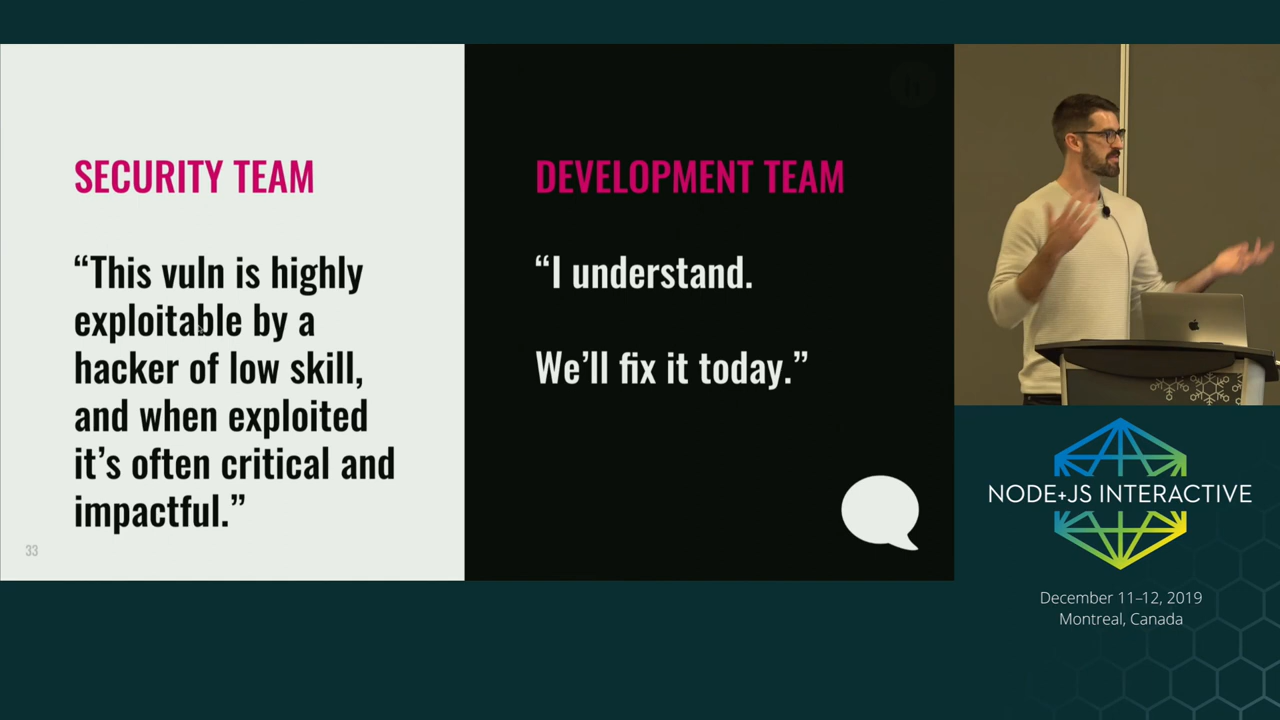 SECURITY TEAM
“This vuln is highly
exploitable by a
hacker of low skill,
and when exploited
it’s often critical and
impactful.”
33
DEVELOPMENT TEAM
“I understand.
We’ll fix it today.”
NODE+JS INTERACTIVE
December 11–12, 2019
Montreal, Canada